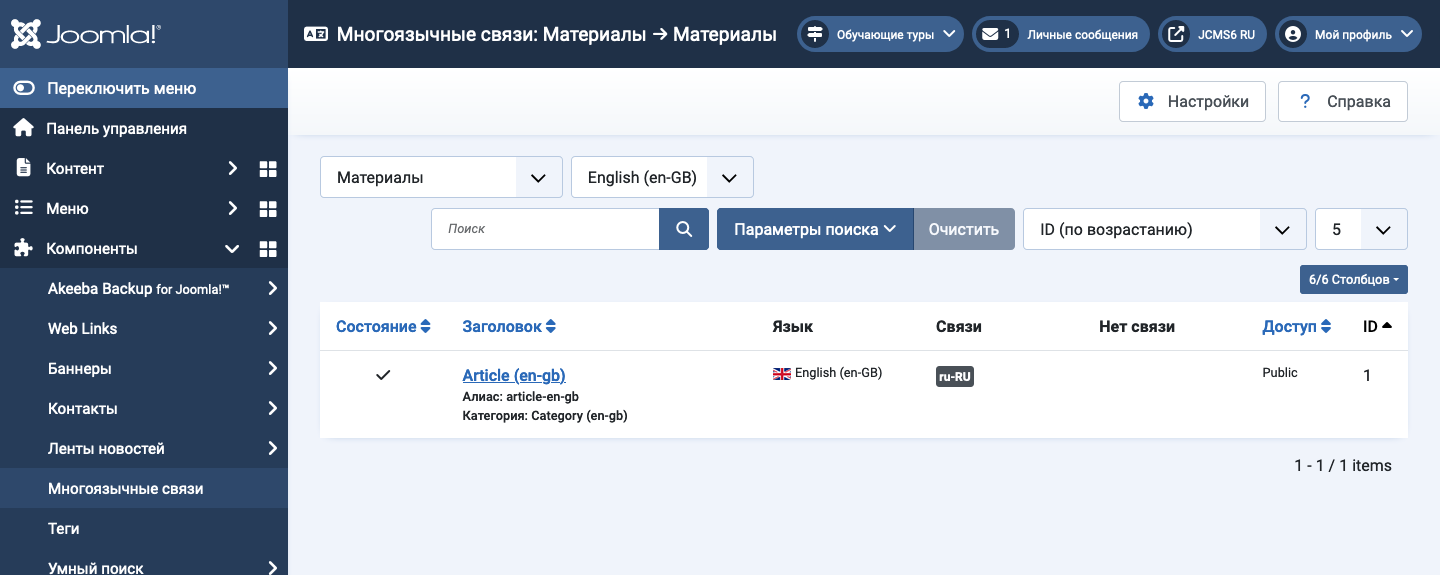 Joomla!®
Многоязычные связи: Материалы → Материалы
Обучающие туры
1 Личные сообщения
JCMS6 RU
Мой профиль
Переключить меню
Панель управления
Контент
Меню
Компоненты
Akeeba Backup for Joomla!™
Web Links
Баннеры
Контакты
Ленты новостей
Многоязычные связи
Теги
Умный поиск
Настройки
? Справка
Материалы
English (en-GB)
Поиск
Параметры поиска
Очистить
ID (по возрастанию)
5
6/6 Столбцов
Состояние Заголовок Язык Связи Нет связи Доступ ID
Article (en-gb) English (en-GB) ru-RU Public 1
Алиас: article-en-gb
Категория: Category (en-gb)
1 - 1 / 1 items